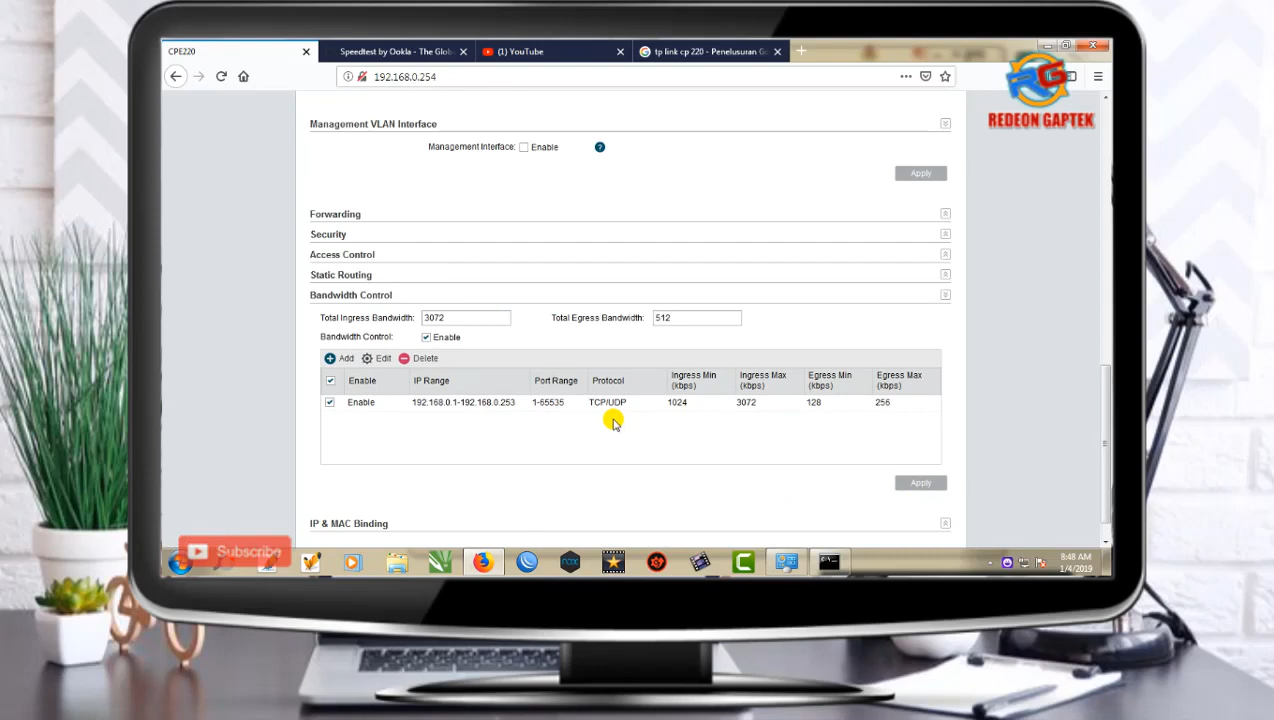 CPE220
Speedtest by Ookla - The Glob
(1) YouTube
tp link cp 220 - Penelusuran Go
192.168.0.254
REDEON GAPTEK
Management VLAN Interface
Management Interface: Enable ?
Apply
Forwarding
Security
Access Control
Static Routing
Bandwidth Control
Total Ingress Bandwidth: 3072 Total Egress Bandwidth: 512
Bandwidth Control: Enable
Add Edit Delete
Enable IP Range Port Range Protocol Ingress Min (kbps) Ingress Max (kbps) Egress Min (kbps) Egress Max (kbps)
Enable 192.168.0.1-192.168.0.253 1-65535 TCP/UDP 1024 3072 128 256
Apply
IP & MAC Binding
Subscribe
8:48 AM
1/4/2019